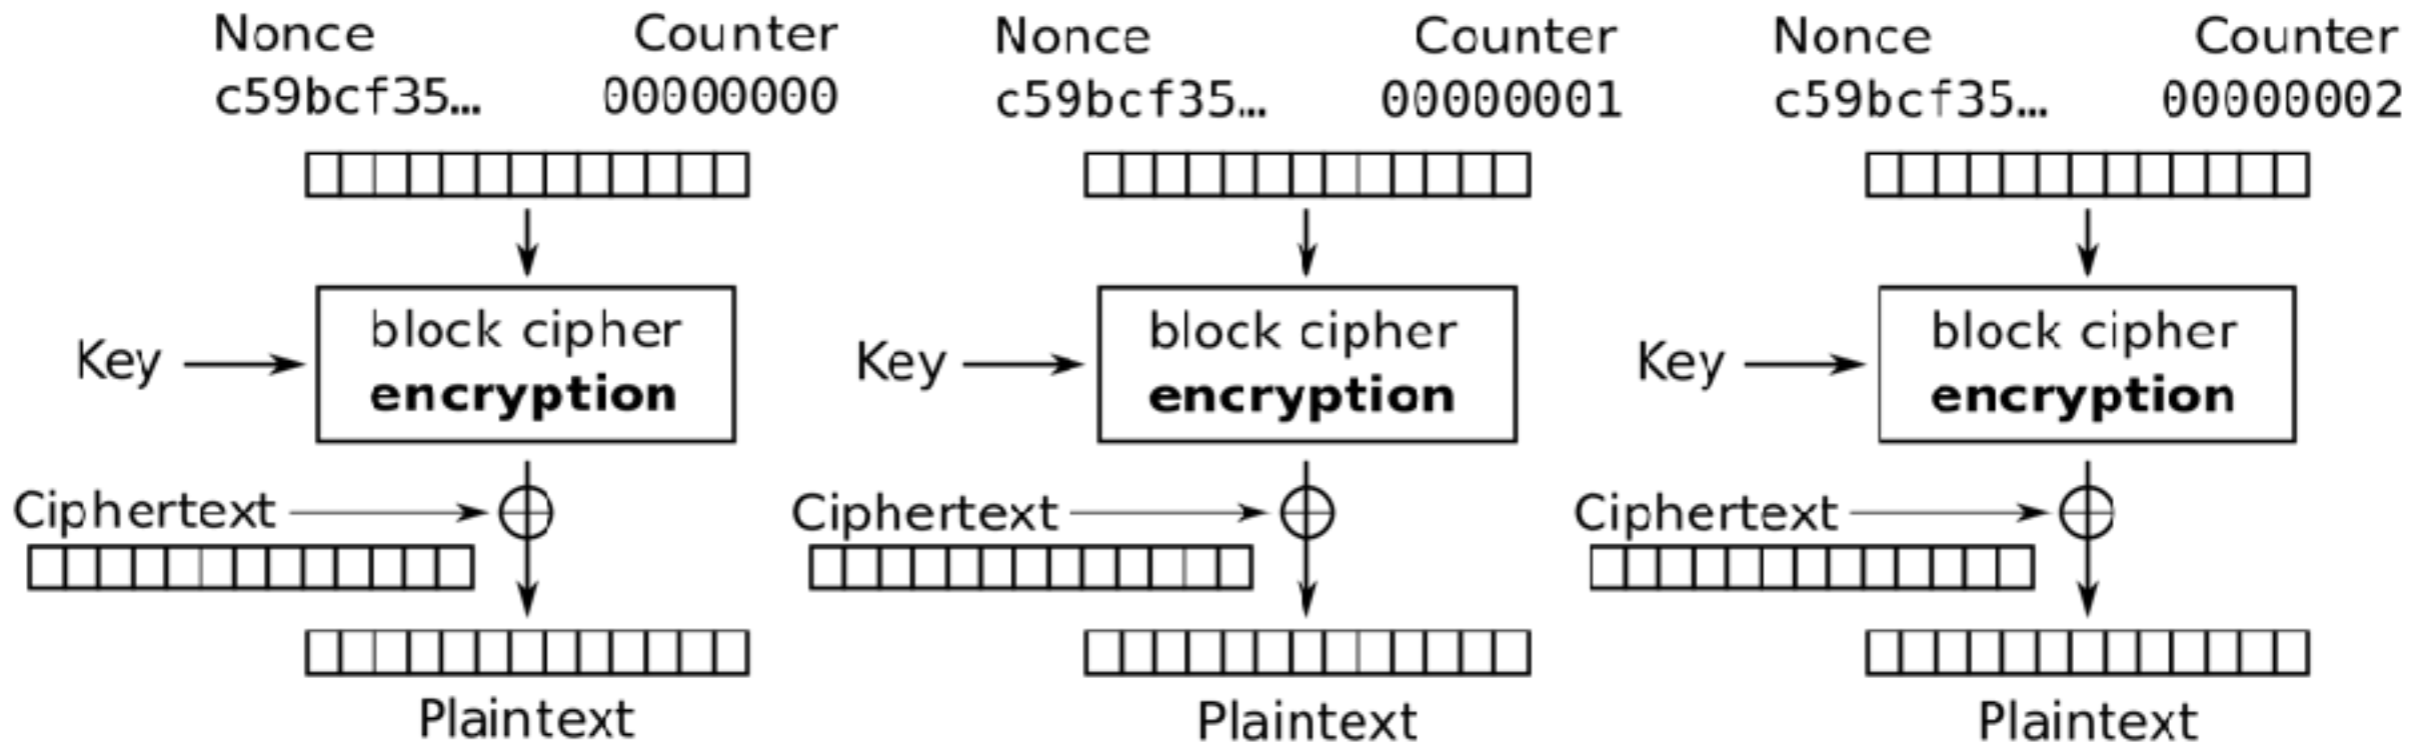 Nonce Counter Nonce Counter Nonce Counter
c59bcf35… 00000000 c59bcf35… 00000001 c59bcf35… 00000002
block cipher block cipher block cipher
Key Key Key
encryption encryption encryption
Ciphertext Ciphertext Ciphertext
Plaintext Plaintext Plaintext